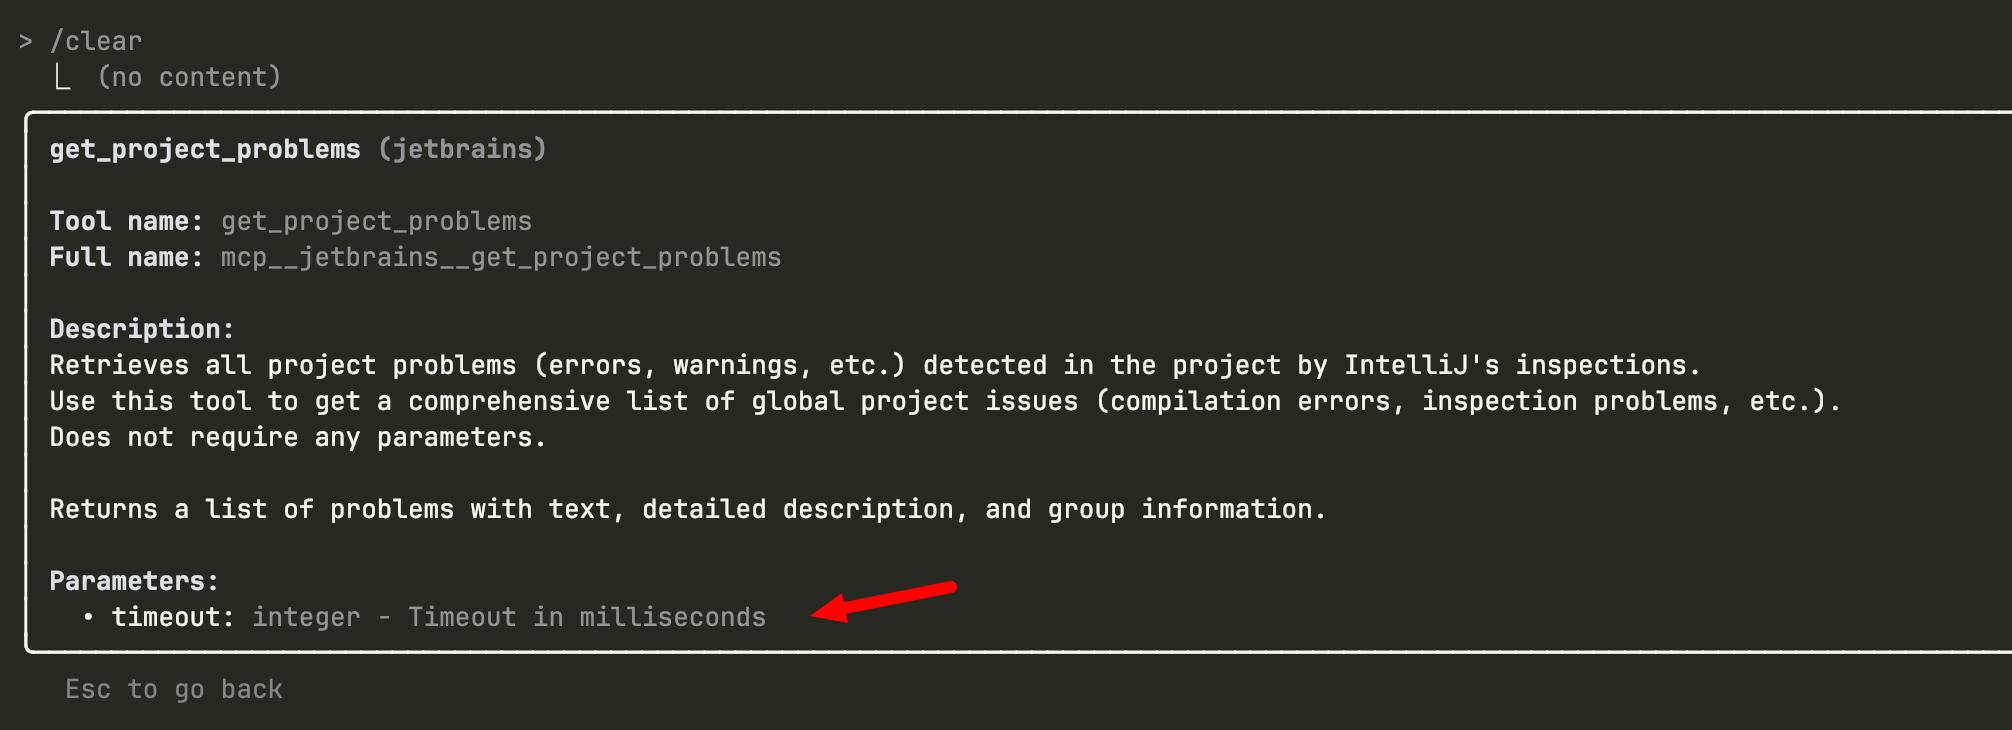 > /clear
⎿ (no content)
get_project_problems (jetbrains)
Tool name: get_project_problems
Full name: mcp__jetbrains__get_project_problems
Description:
Retrieves all project problems (errors, warnings, etc.) detected in the project by IntelliJ's inspections.
Use this tool to get a comprehensive list of global project issues (compilation errors, inspection problems, etc.).
Does not require any parameters.
Returns a list of problems with text, detailed description, and group information.
Parameters:
• timeout: integer - Timeout in milliseconds
Esc to go back